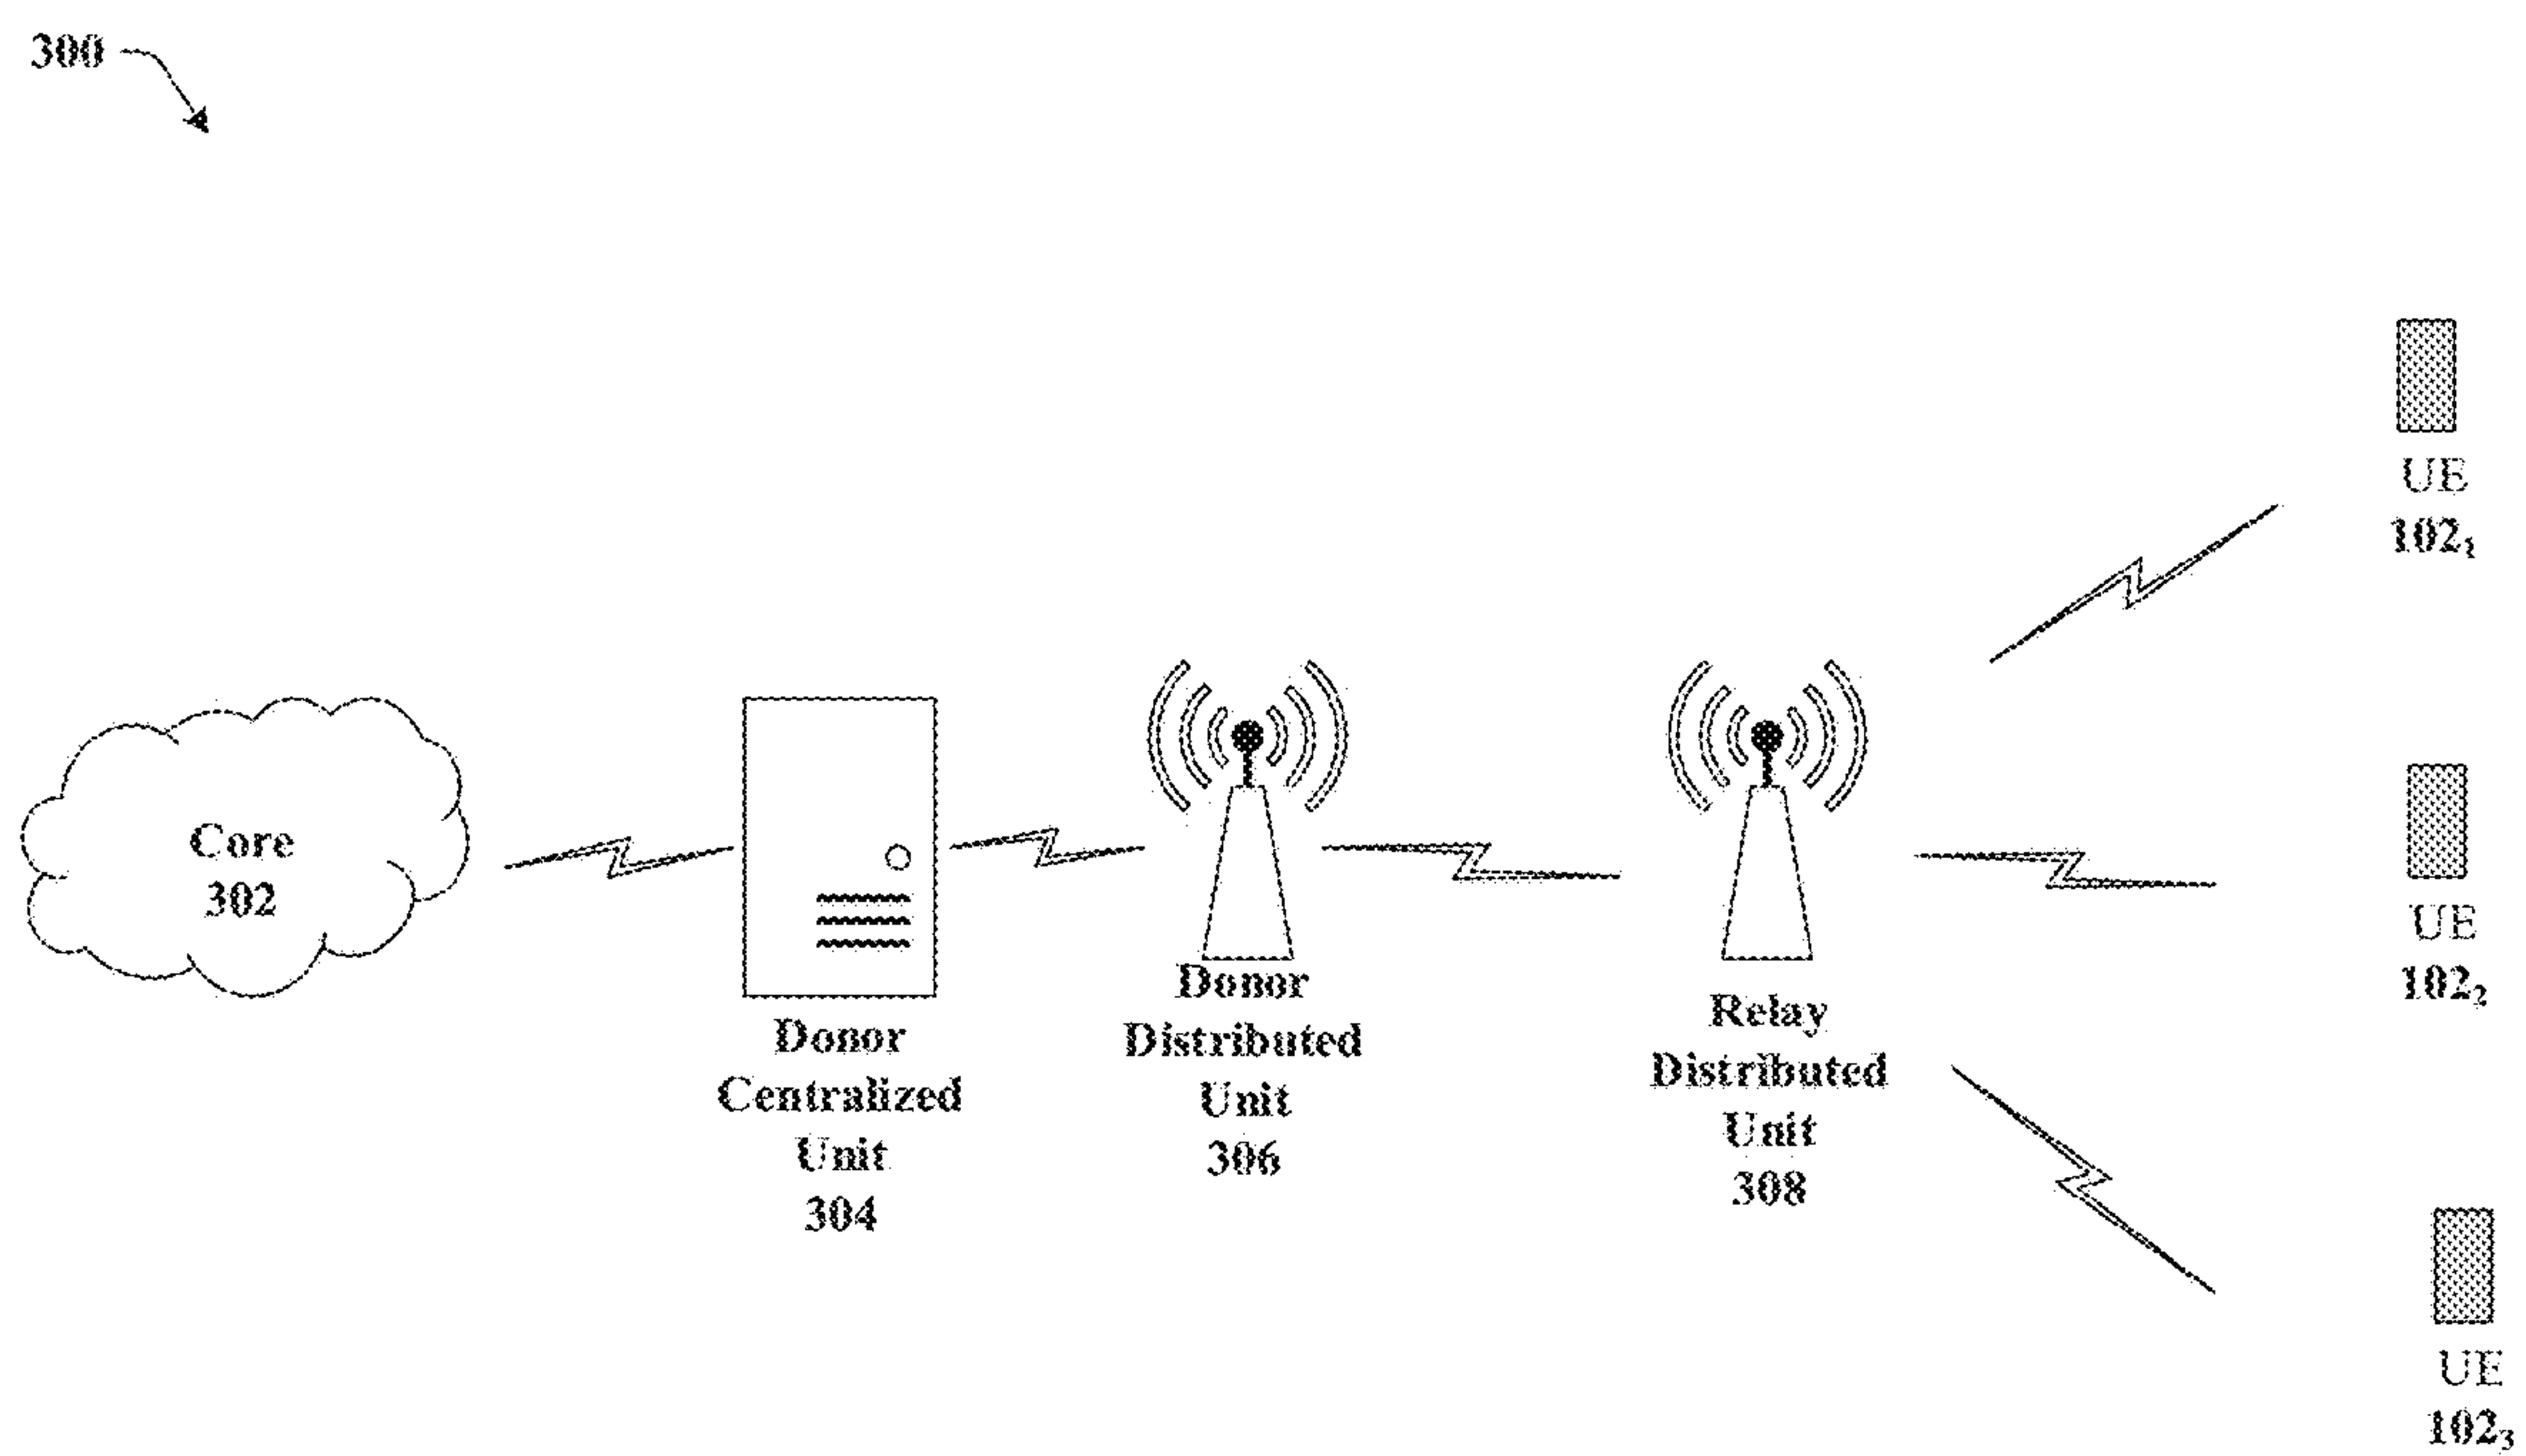 300
Core
302
Donor
Centralized
Unit
304
Donor
Distributed
Unit
306
Relay
Distributed
Unit
308
UE
102₁
UE
102₂
UE
102₃